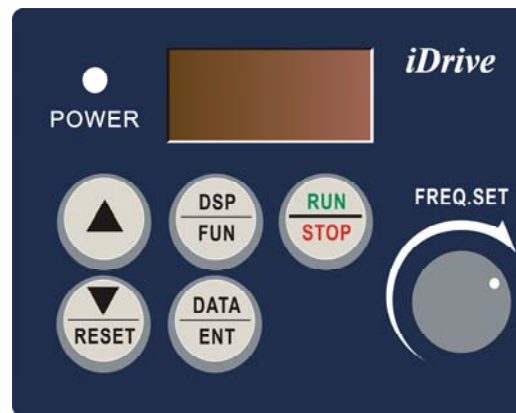 iDrive
POWER
DSP
FUN
RUN
STOP
FREQ.SET
RESET
DATA
ENT